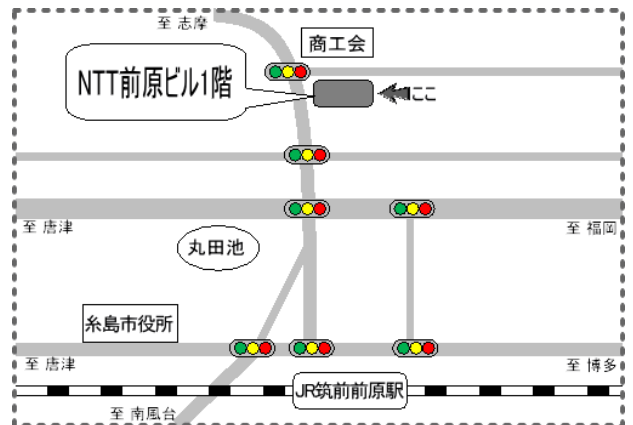 至 志摩
商工会
NTT前原ビル1階
ここ
至 唐津
至 福岡
丸田池
糸島市役所
至 唐津
至 博多
JR筑前前原駅
至 南風台